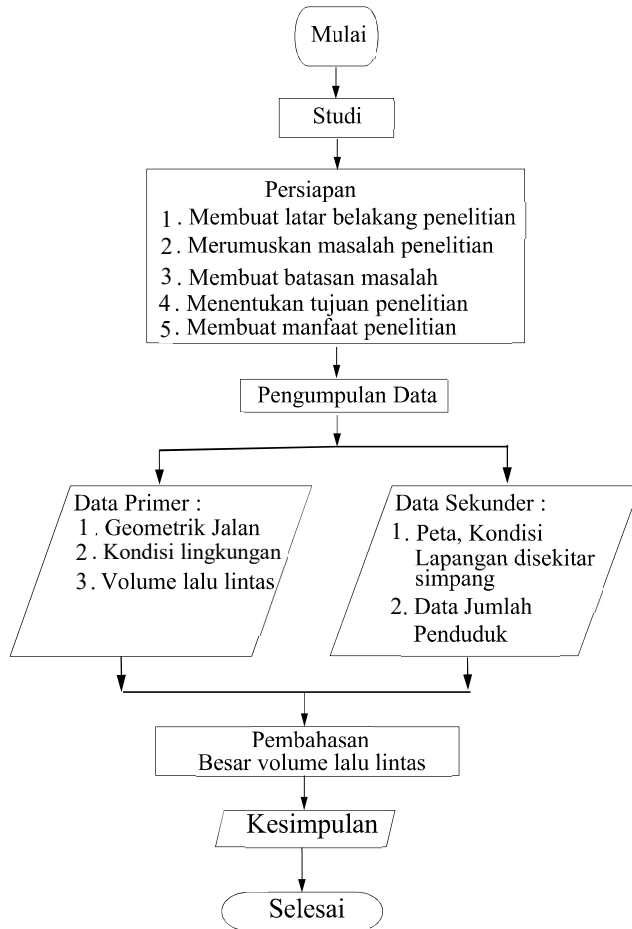 Mulai
Studi
Persiapan
1. Membuat latar belakang penelitian
2. Merumuskan masalah penelitian
3. Membuat batasan masalah
4. Menentukan tujuan penelitian
5. Membuat manfaat penelitian
Pengumpulan Data
Data Primer :
1. Geometrik Jalan
2. Kondisi lingkungan
3. Volume lalu lintas
Data Sekunder :
1. Peta, Kondisi
Lapangan disekitar
simpang
2. Data Jumlah
Penduduk
Pembahasan
Besar volume lalu lintas
Kesimpulan
Selesai